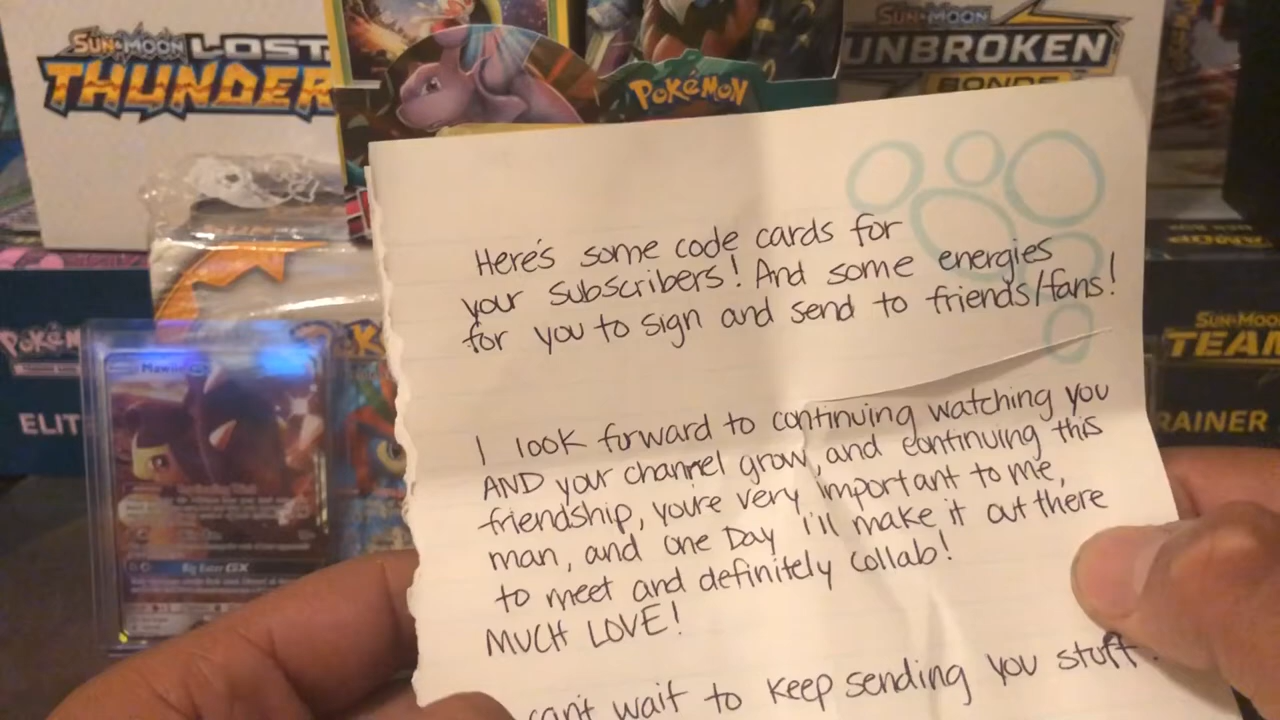 SUN & MOON LOST
THUNDER
POKéMON
SUN & MOON
UNBROKEN
BONDS
Here's some code cards for
your subscribers! And some energies
for you to sign and send to friends/fans!
I look forward to continuing watching you
AND your channel grow, and continuing this
friendship, you're very important to me,
man, and one Day I'll make it out there
to meet and definitely collab!
MUCH LOVE!
can't wait to keep sending you stuff!
Pokém
ELIT
Mawile
Big Eater GX
SUN & MOO
TEAM
RAINER